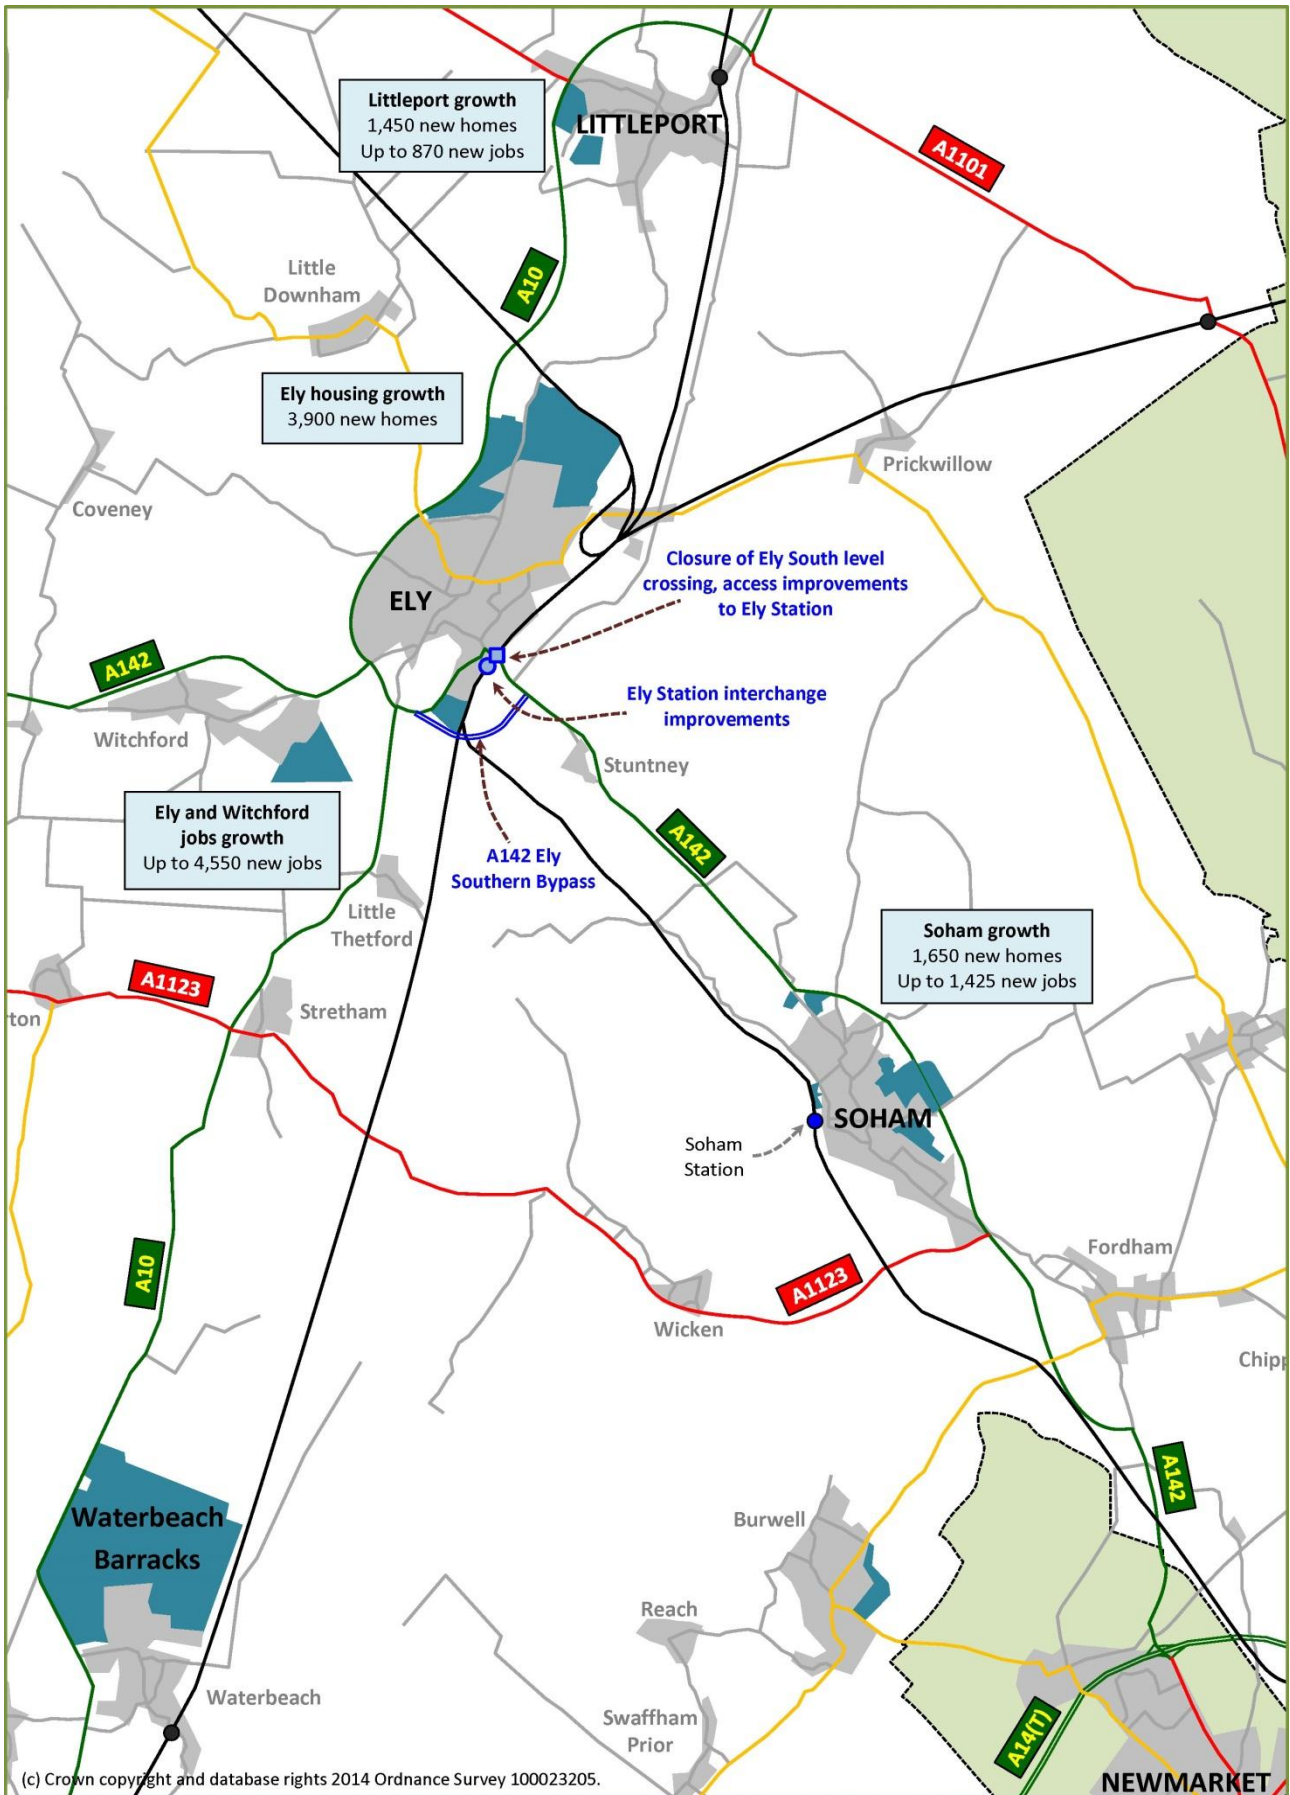 Littleport growth
1,450 new homes
Up to 870 new jobs
LITTLEPORT
A1101
Little
Downham
A10
Ely housing growth
3,900 new homes
Coveney
Prickwillow
Closure of Ely South level
crossing, access improvements
to Ely Station
ELY
A142
Ely Station interchange
improvements
Witchford
Stuntney
Ely and Witchford
jobs growth
Up to 4,550 new jobs
A142
A142 Ely
Southern Bypass
Little
Thetford
Soham growth
1,650 new homes
Up to 1,425 new jobs
A1123
Stretham
rton
SOHAM
Soham
Station
Fordham
A10
A1123
Wicken
Chipp
A142
Waterbeach
Barracks
Burwell
Reach
Waterbeach
Swaffham
Prior
A14(T)
(c) Crown copyright and database rights 2014 Ordnance Survey 100023205.
NEWMARKET